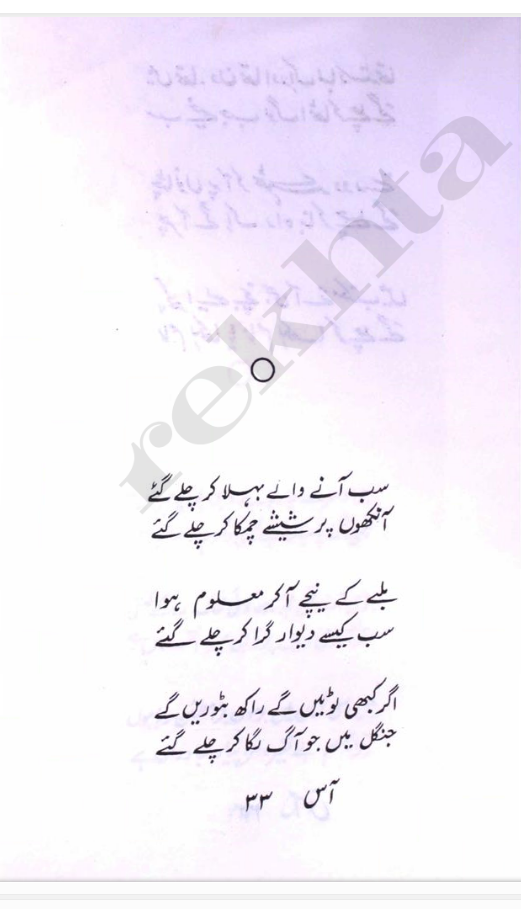 rekhta
سب آنے والے بہلا کر چلے گئے
آنکھوں پر شیشے چمکا کر چلے گئے
ملبے کے نیچے آکر معلوم ہوا
سب کیسے دیوار گرا کر چلے گئے
اگر کبھی لوٹیں گے راکھ بٹوریں گے
جنگل میں جو آگ لگا کر چلے گئے
آس ۳۳